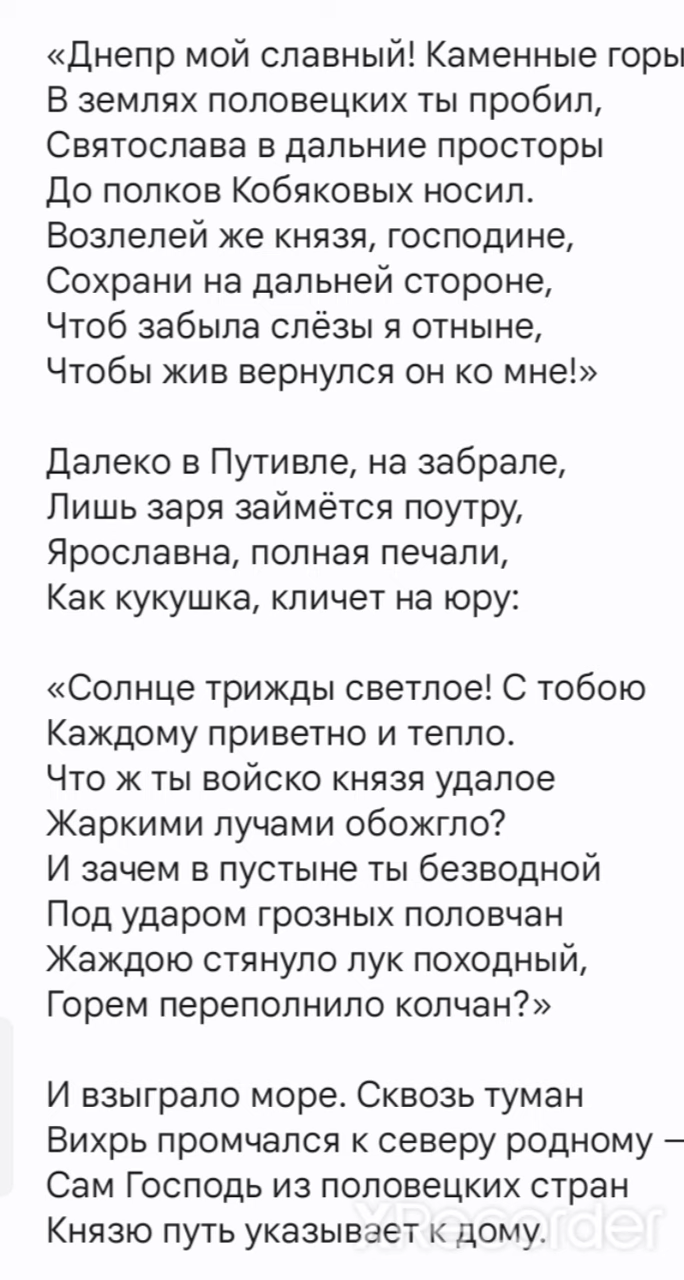 «Днепр мой славный! Каменные горы
В землях половецких ты пробил,
Святослава в дальние просторы
До полков Кобяковых носил.
Возлелей же князя, господине,
Сохрани на дальней стороне,
Чтоб забыла слёзы я отныне,
Чтобы жив вернулся он ко мне!»
Далеко в Путивле, на забрале,
Лишь заря займётся поутру,
Ярославна, полная печали,
Как кукушка, кличет на юру:
«Солнце трижды светлое! С тобою
Каждому приветно и тепло.
Что ж ты войско князя удалое
Жаркими лучами обожгло?
И зачем в пустыне ты безводной
Под ударом грозных половчан
Жаждою стянуло лук походный,
Горем переполнило колчан?»
И взыграло море. Сквозь туман
Вихрь промчался к северу родному —
Сам Господь из половецких стран
Князю путь указывает к дому.
XRecorder